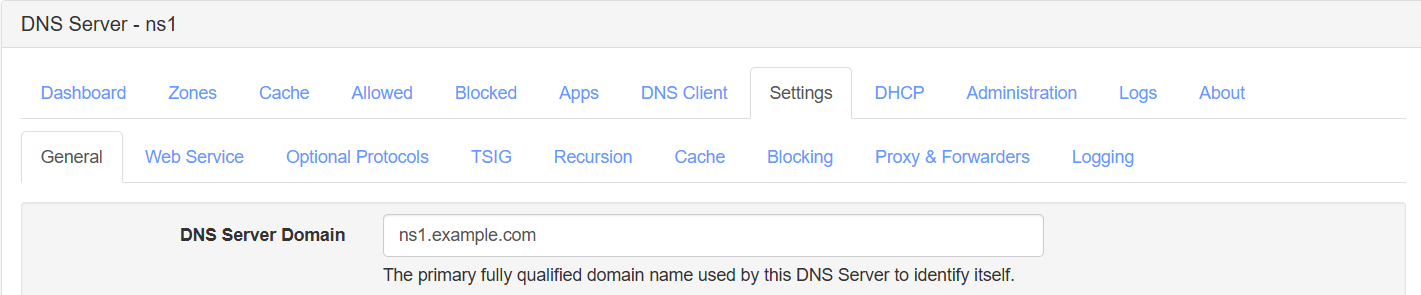 DNS Server - ns1
Dashboard Zones Cache Allowed Blocked Apps DNS Client Settings DHCP Administration Logs About
General Web Service Optional Protocols TSIG Recursion Cache Blocking Proxy & Forwarders Logging
DNS Server Domain ns1.example.com
The primary fully qualified domain name used by this DNS Server to identify itself.